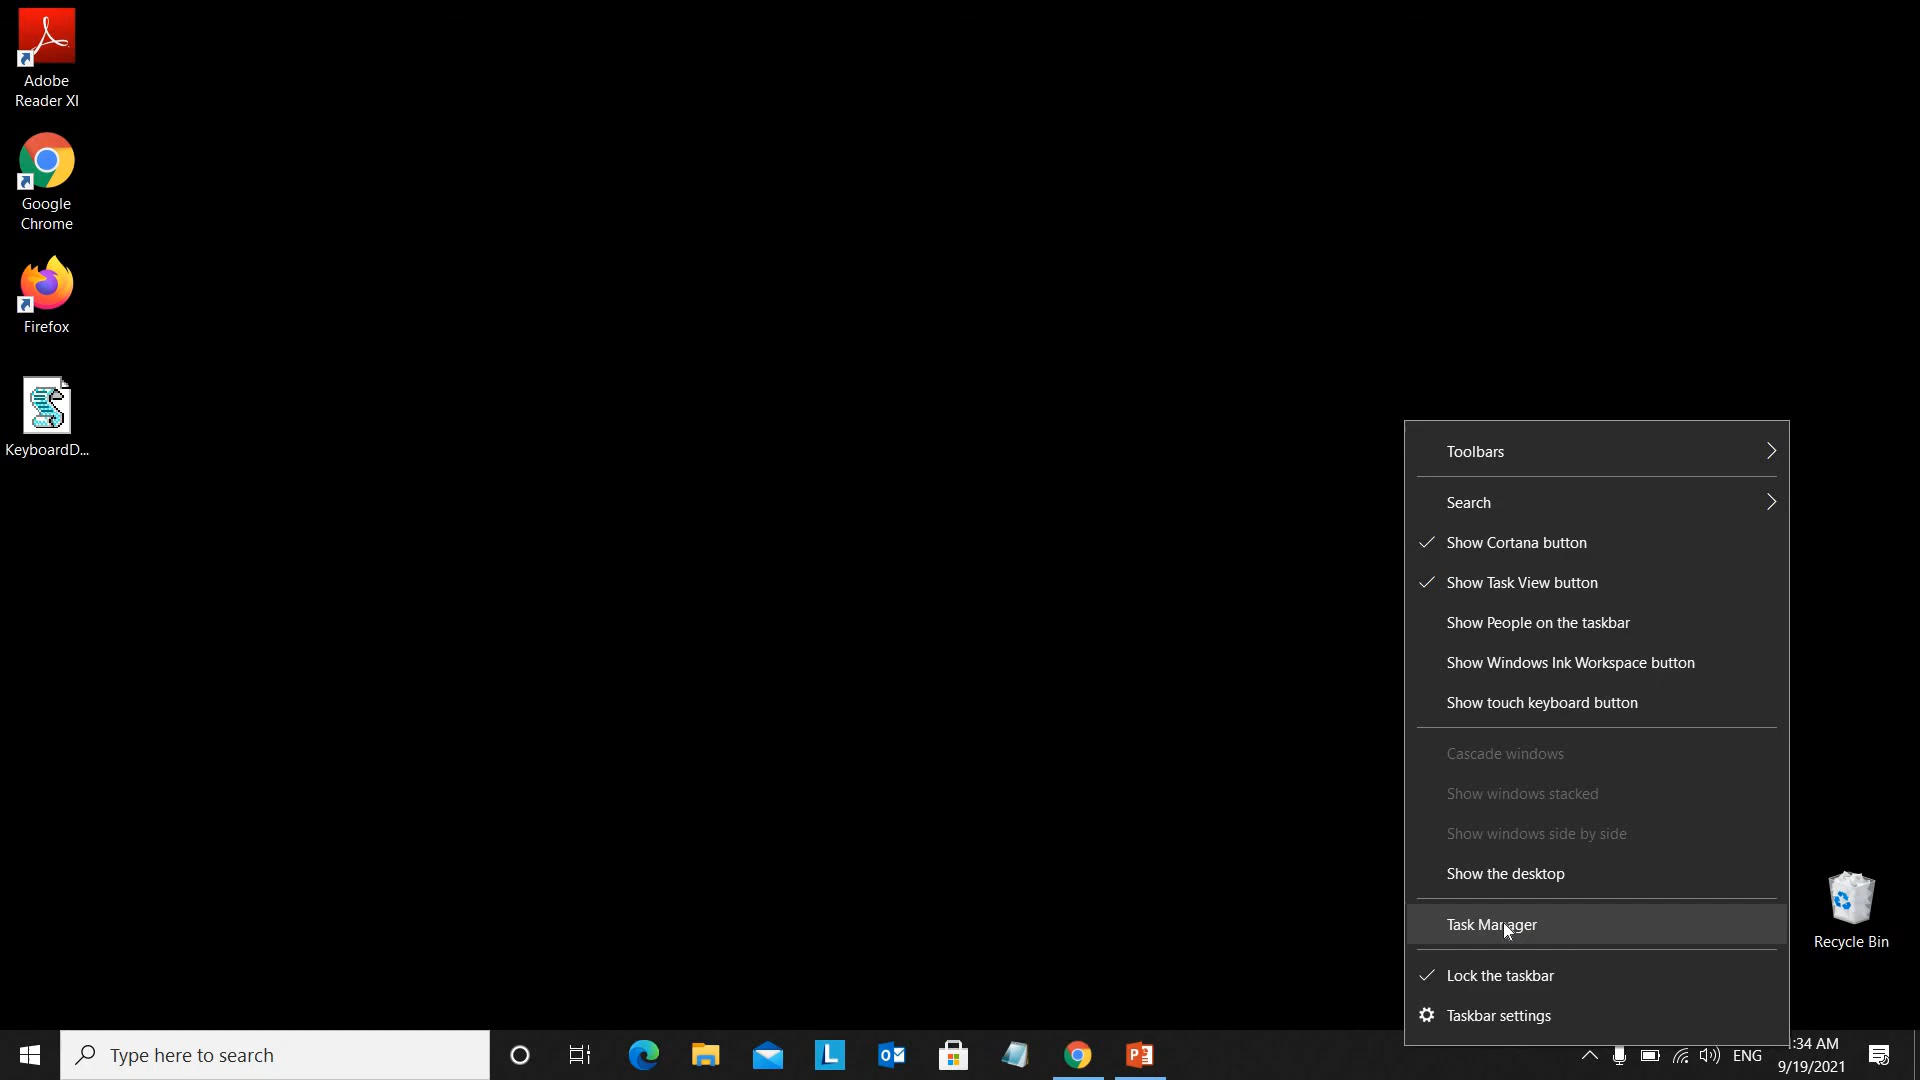 Adobe
Reader XI
Google
Chrome
Firefox
KeyboardD...
Toolbars
Search
Show Cortana button
Show Task View button
Show People on the taskbar
Show Windows Ink Workspace button
Show touch keyboard button
Cascade windows
Show windows stacked
Show windows side by side
Show the desktop
Task Manager
Lock the taskbar
Taskbar settings
Recycle Bin
Type here to search
ENG
:34 AM
9/19/2021